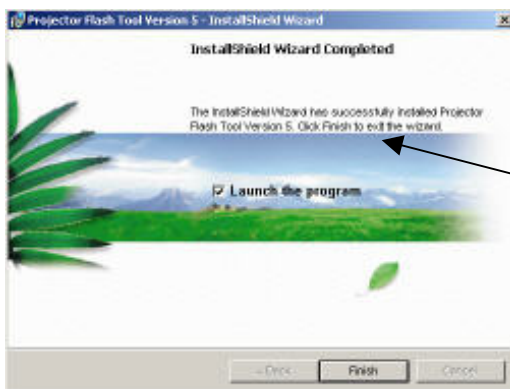 Projector Flash Tool Version 5 - InstallShield Wizard
InstallShield Wizard Completed
The InstallShield Wizard has successfully installed Projector
Flash Tool Version 5. Click Finish to exit the wizard.
Launch the program
< Back
Finish
Cancel